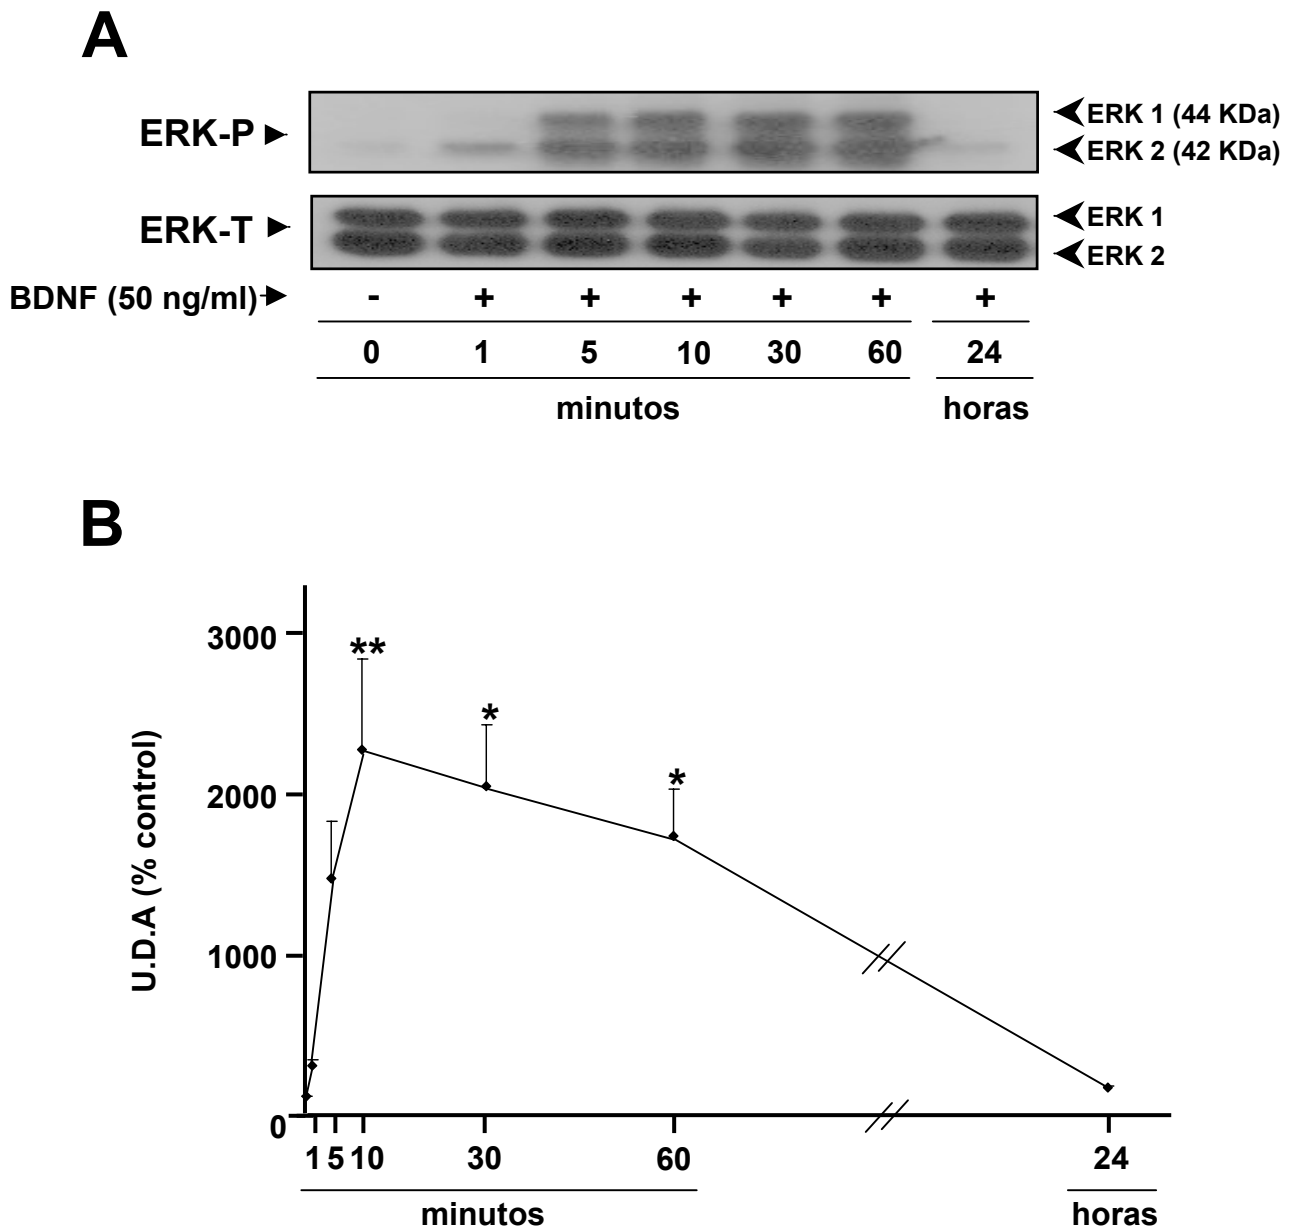 A
ERK-P
ERK 1 (44 KDa)
ERK 2 (42 KDa)
ERK-T
ERK 1
ERK 2
BDNF (50 ng/ml) - + + + + + +
0 1 5 10 30 60 24
minutos horas
B
U.D.A (% control)
3000
2000
1000
0
**
*
*
1 5 10 30 60 24
minutos horas